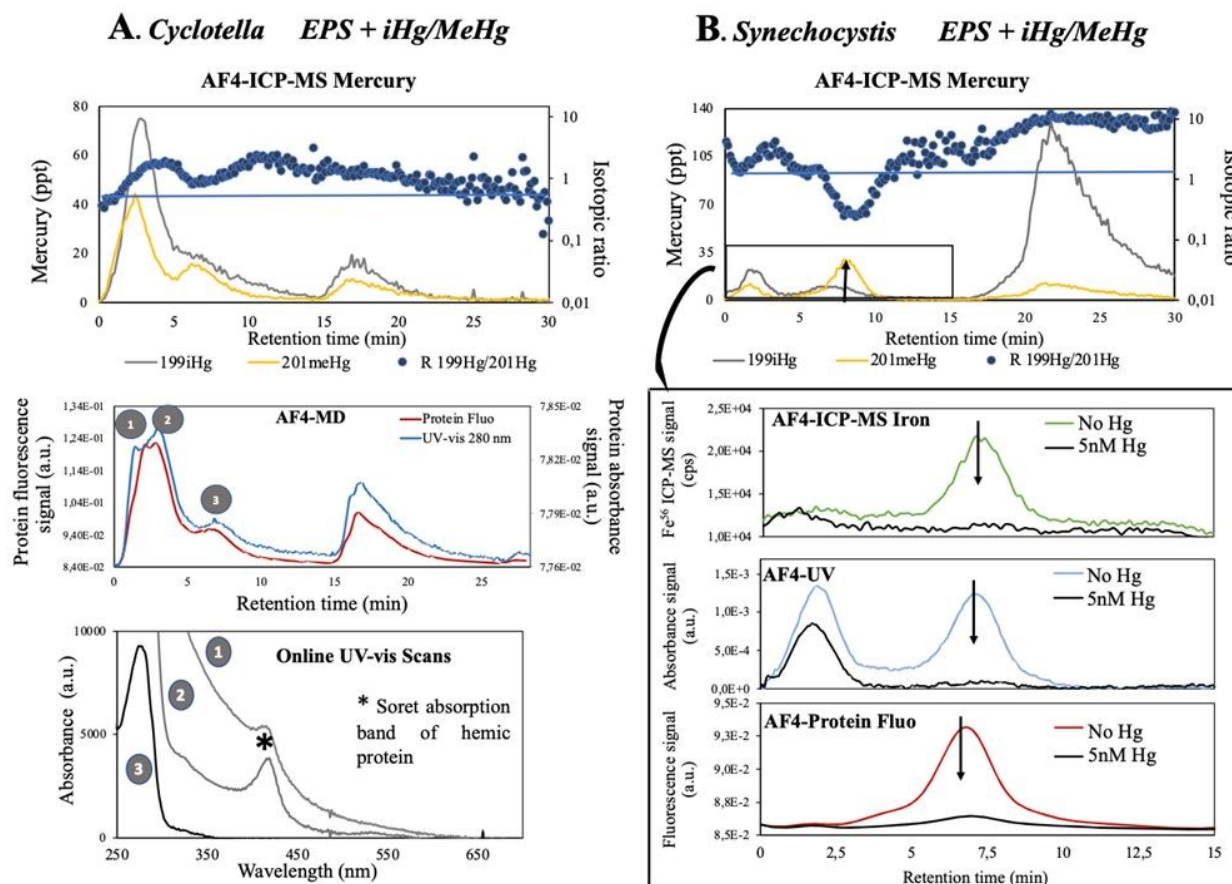 A. Cyclotella EPS + iHg/MeHg
AF4-ICP-MS Mercury
Mercury (ppt)
80
60
40
20
0
10
1
0,1
0,01
Isotopic ratio
0 5 10 15 20 25 30
Retention time (min)
199iHg 201meHg R 199Hg/201Hg
AF4-MD
Protein Fluo
UV-vis 280 nm
1
2
3
Protein fluorescence
signal (a.u.)
1,34E-01
1,24E-01
1,14E-01
1,04E-01
9,40E-02
8,40E-02
7,85E-02
7,82E-02
7,79E-02
7,76E-02
Protein absorbance
signal (a.u.)
0 5 10 15 20 25
Retention time (min)
Online UV-vis Scans
1
2
3
* Soret absorption
band of hemic
protein
*
Absorbance (a.u.)
10000
5000
0
250 350 450 550 650
Wavelength (nm)
B. Synechocystis EPS + iHg/MeHg
AF4-ICP-MS Mercury
Mercury (ppt)
140
105
70
35
0
10
1
0,1
0,01
Isotopic ratio
0 5 10 15 20 25 30
Retention time (min)
199iHg 201meHg R 199Hg/201Hg
AF4-ICP-MS Iron
No Hg
5nM Hg
Fe56 ICP-MS signal
(cps)
2,5E+04
2,0E+04
1,5E+04
1,0E+04
AF4-UV
No Hg
5nM Hg
Absorbance signal
(a.u.)
1,5E-3
1,0E-3
5,0E-4
0,0E+0
AF4-Protein Fluo
No Hg
5nM Hg
Fluorescence signal
(a.u.)
9,3E-2
9,0E-2
8,8E-2
8,5E-2
0 2,5 5 7,5 10 12,5 15
Retention time (min)